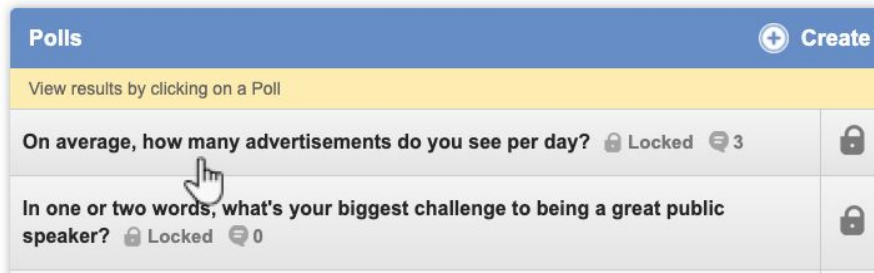 Polls
Create
View results by clicking on a Poll
On average, how many advertisements do you see per day? Locked 3
In one or two words, what's your biggest challenge to being a great public
speaker? Locked 0